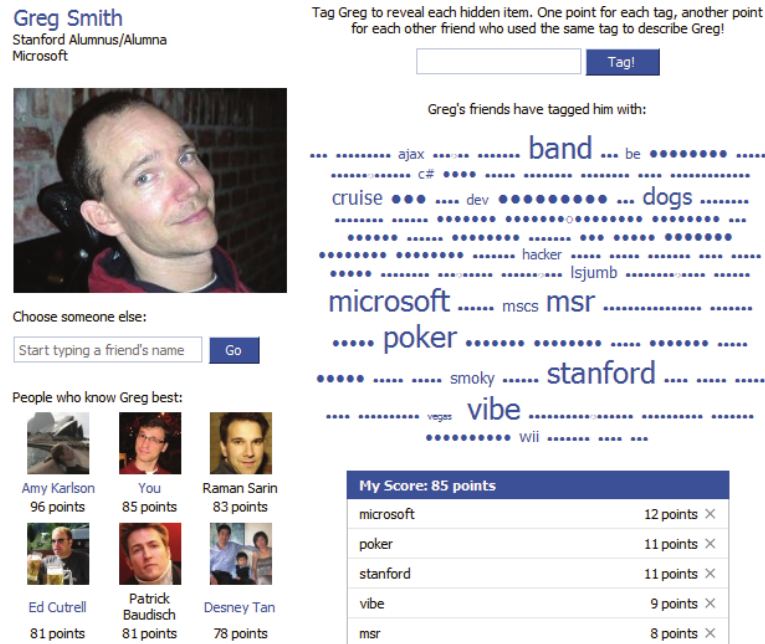 Greg Smith
Stanford Alumnus/Alumna
Microsoft
Choose someone else:
Start typing a friend's name
Go
People who know Greg best:
Amy Karlson
96 points
You
85 points
Raman Sarin
83 points
Ed Cutrell
81 points
Patrick
Baudisch
81 points
Desney Tan
78 points
Tag Greg to reveal each hidden item. One point for each tag, another point
for each other friend who used the same tag to describe Greg!
Tag!
Greg's friends have tagged him with:
ajax band be
c#
cruise dev dogs
hacker
lsjumb
microsoft mscs msr
poker
smoky stanford
vegas vibe
wii
My Score: 85 points
microsoft 12 points ×
poker 11 points ×
stanford 11 points ×
vibe 9 points ×
msr 8 points ×